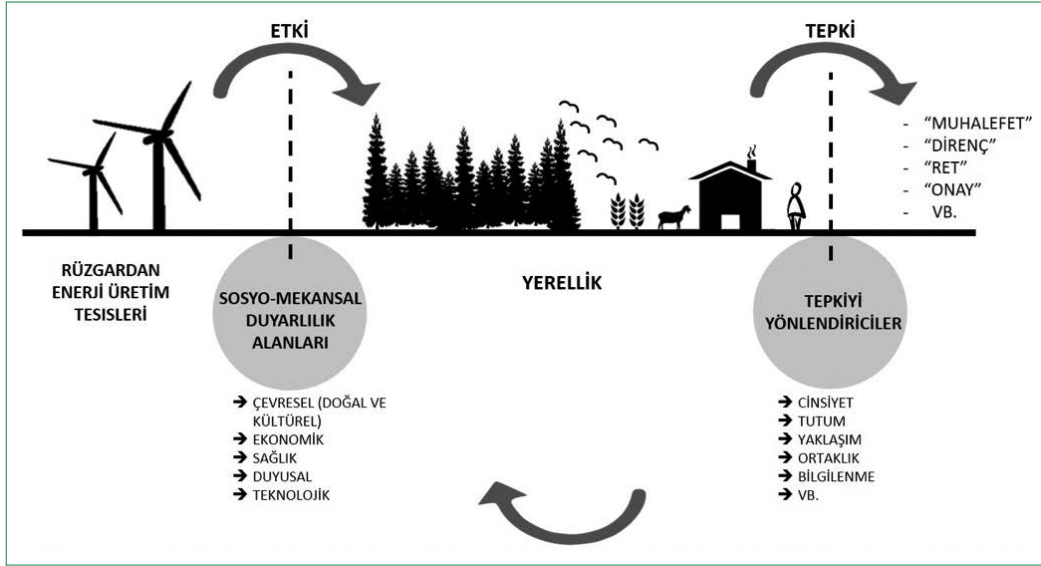 ETKİ
TEPKİ
- “MUHALEFET”
- “DİRENÇ”
- “RET”
- “ONAY”
- VB.
RÜZGARDAN
ENERJİ ÜRETİM
TESISLERİ
SOSYO-MEKANSAL
DUYARLILIK
ALANLARI
YERELLİK
TEPKİYİ
YÖNLENDİRİCİLER
➔ ÇEVRESEL (DOĞAL VE
KÜLTÜREL)
➔ EKONOMİK
➔ SAĞLIK
➔ DUYUSAL
➔ TEKNOLOJİK
➔ CİNSİYET
➔ TUTUM
➔ YAKLAŞIM
➔ ORTAKLIK
➔ BİLGİLENME
➔ VB.